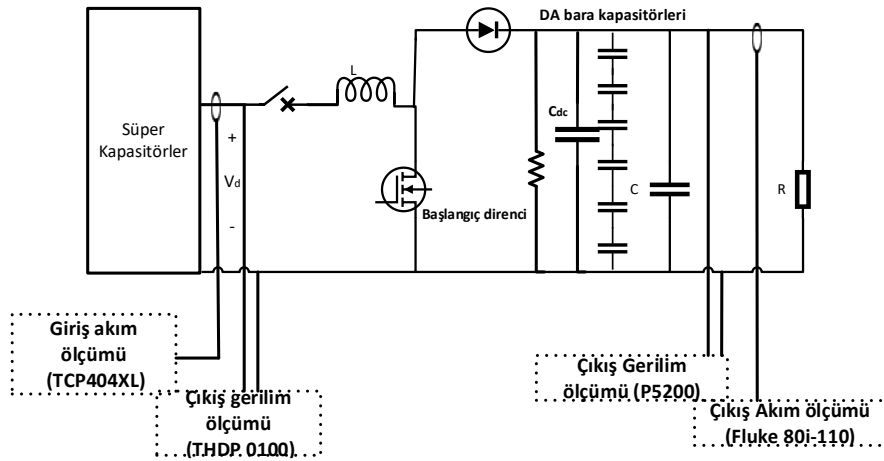 DA bara kapasitörleri
L
Süper
Kapasitörler
+
Vd
-
Cdc
Başlangıç direnci
C
R
Giriş akım
ölçümü
(TCP404XL)
Çıkış gerilim
ölçümü
(THDP 0100)
Çıkış Gerilim
ölçümü (P5200)
Çıkış Akım ölçümü
(Fluke 80i-110)